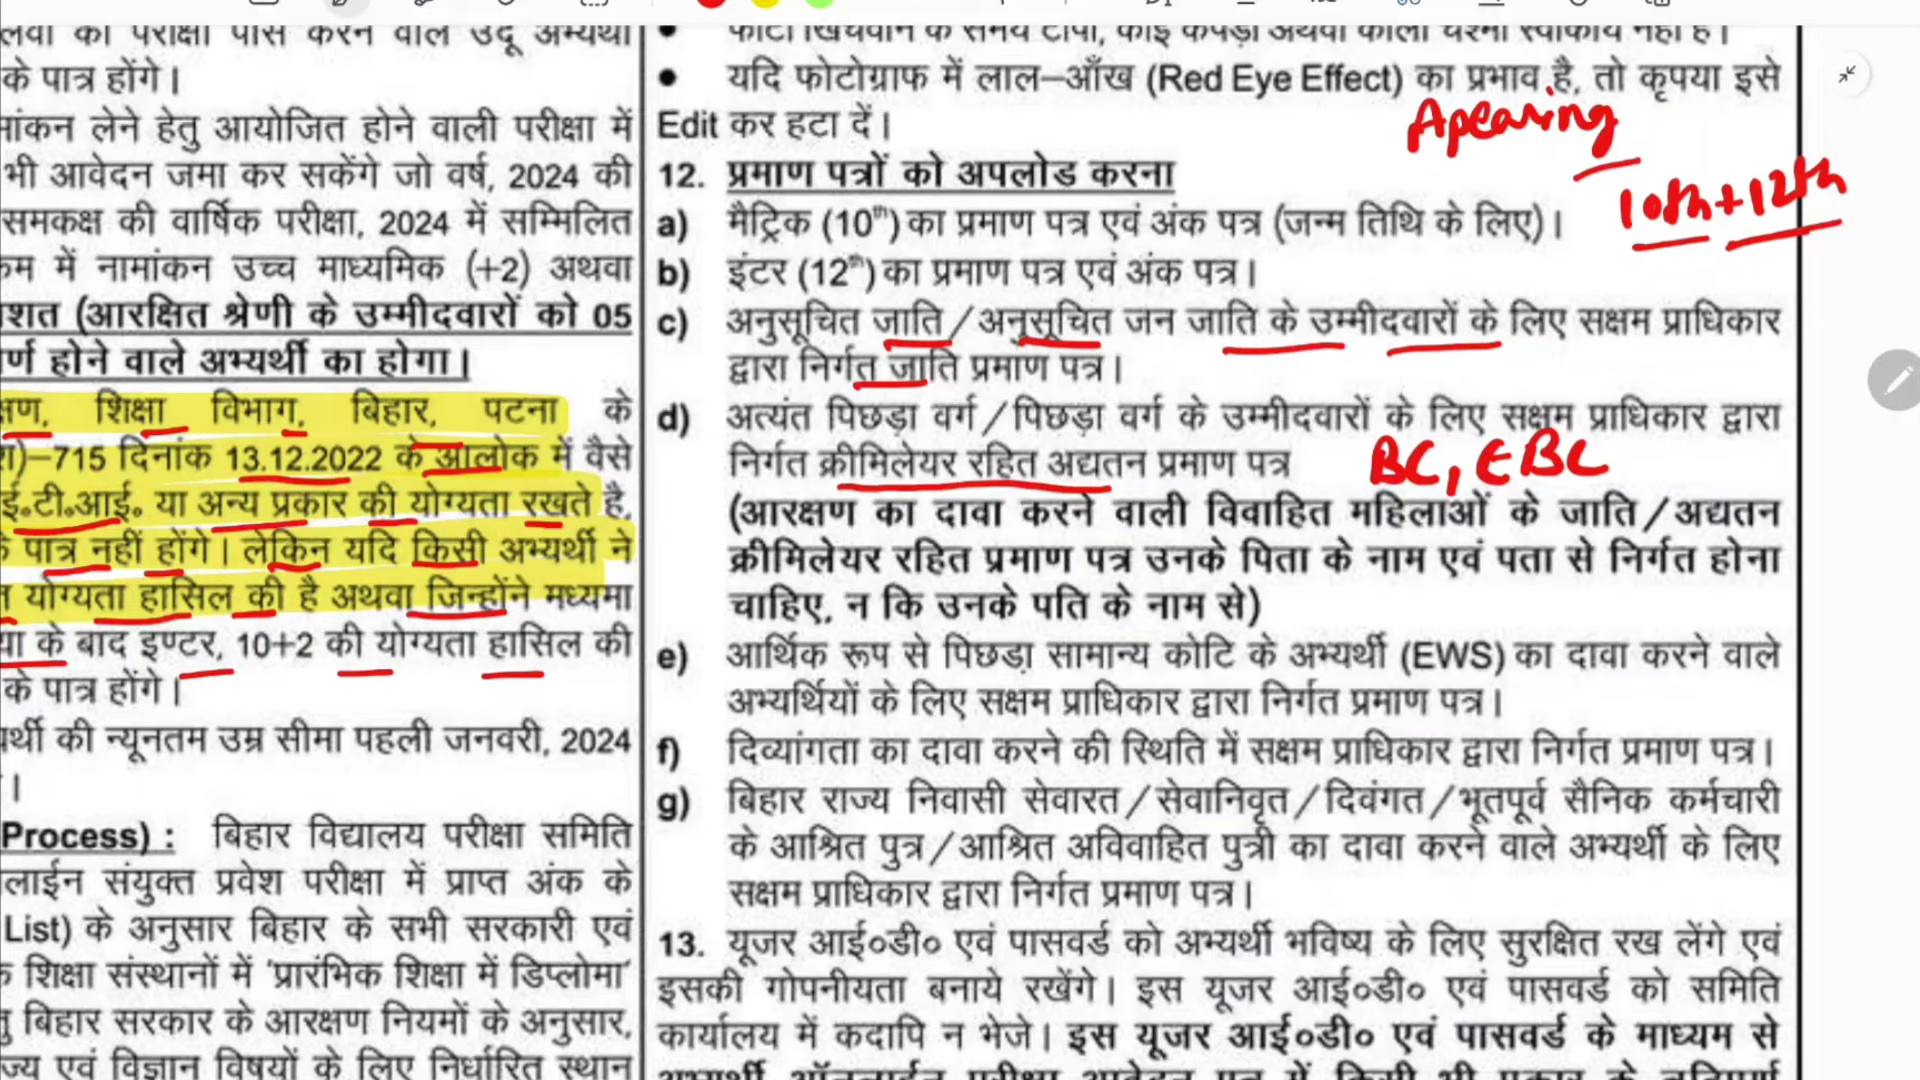 के पात्र होंगे।
मांकन लेने हेतु आयोजित होने वाली परीक्षा में
भी आवेदन जमा कर सकेंगे जो वर्ष, 2024 की
समकक्ष की वार्षिक परीक्षा, 2024 में सम्मिलित
में नामांकन उच्च माध्यमिक (+2) अथवा
(आरक्षित श्रेणी के उम्मीदवारों को 05
होने वाले अभ्यर्थी का होगा।
शिक्षा विभाग, बिहार, पटना के
–715 दिनांक 13.12.2022 के आलोक में वैसे
ई०टी०आई० या अन्य प्रकार की योग्यता रखते है,
पात्र नहीं होंगे। लेकिन यदि किसी अभ्यर्थी ने
योग्यता हासिल की है अथवा जिन्होंने मध्यमा
के बाद इण्टर, 10+2 की योग्यता हासिल की
के पात्र होंगे।
की न्यूनतम उम्र सीमा पहली जनवरी, 2024
।
Process) : बिहार विद्यालय परीक्षा समिति
संयुक्त प्रवेश परीक्षा में प्राप्त अंक के
List) के अनुसार बिहार के सभी सरकारी एवं
शिक्षा संस्थानों में 'प्रारंभिक शिक्षा में डिप्लोमा'
बिहार सरकार के आरक्षण नियमों के अनुसार,
एवं विज्ञान विषयों के लिए निर्धारित स्थान
● फोटो खिंचवाने के समय टोपी, कोई कपड़ा अथवा काला चश्मा स्वीकार्य नहीं है।
● यदि फोटोग्राफ में लाल–आँख (Red Eye Effect) का प्रभाव है, तो कृपया इसे
Edit कर हटा दें।
Apearing
12. प्रमाण पत्रों को अपलोड करना
10th+12th
a) मैट्रिक (10th) का प्रमाण पत्र एवं अंक पत्र (जन्म तिथि के लिए)।
b) इंटर (12th) का प्रमाण पत्र एवं अंक पत्र।
c) अनुसूचित जाति/अनुसूचित जन जाति के उम्मीदवारों के लिए सक्षम प्राधिकार
द्वारा निर्गत जाति प्रमाण पत्र।
d) अत्यंत पिछड़ा वर्ग/पिछड़ा वर्ग के उम्मीदवारों के लिए सक्षम प्राधिकार द्वारा
निर्गत क्रीमिलेयर रहित अद्यतन प्रमाण पत्र BC, EBC
(आरक्षण का दावा करने वाली विवाहित महिलाओं के जाति/अद्यतन
क्रीमिलेयर रहित प्रमाण पत्र उनके पिता के नाम एवं पता से निर्गत होना
चाहिए, न कि उनके पति के नाम से)
e) आर्थिक रूप से पिछड़ा सामान्य कोटि के अभ्यर्थी (EWS) का दावा करने वाले
अभ्यर्थियों के लिए सक्षम प्राधिकार द्वारा निर्गत प्रमाण पत्र।
f) दिव्यांगता का दावा करने की स्थिति में सक्षम प्राधिकार द्वारा निर्गत प्रमाण पत्र।
g) बिहार राज्य निवासी सेवारत/सेवानिवृत/दिवंगत/भूतपूर्व सैनिक कर्मचारी
के आश्रित पुत्र/आश्रित अविवाहित पुत्री का दावा करने वाले अभ्यर्थी के लिए
सक्षम प्राधिकार द्वारा निर्गत प्रमाण पत्र।
13. यूजर आई०डी० एवं पासवर्ड को अभ्यर्थी भविष्य के लिए सुरक्षित रख लेंगे एवं
इसकी गोपनीयता बनाये रखेंगे। इस यूजर आई०डी० एवं पासवर्ड को समिति
कार्यालय में कदापि न भेजे। इस यूजर आई०डी० एवं पासवर्ड के माध्यम से